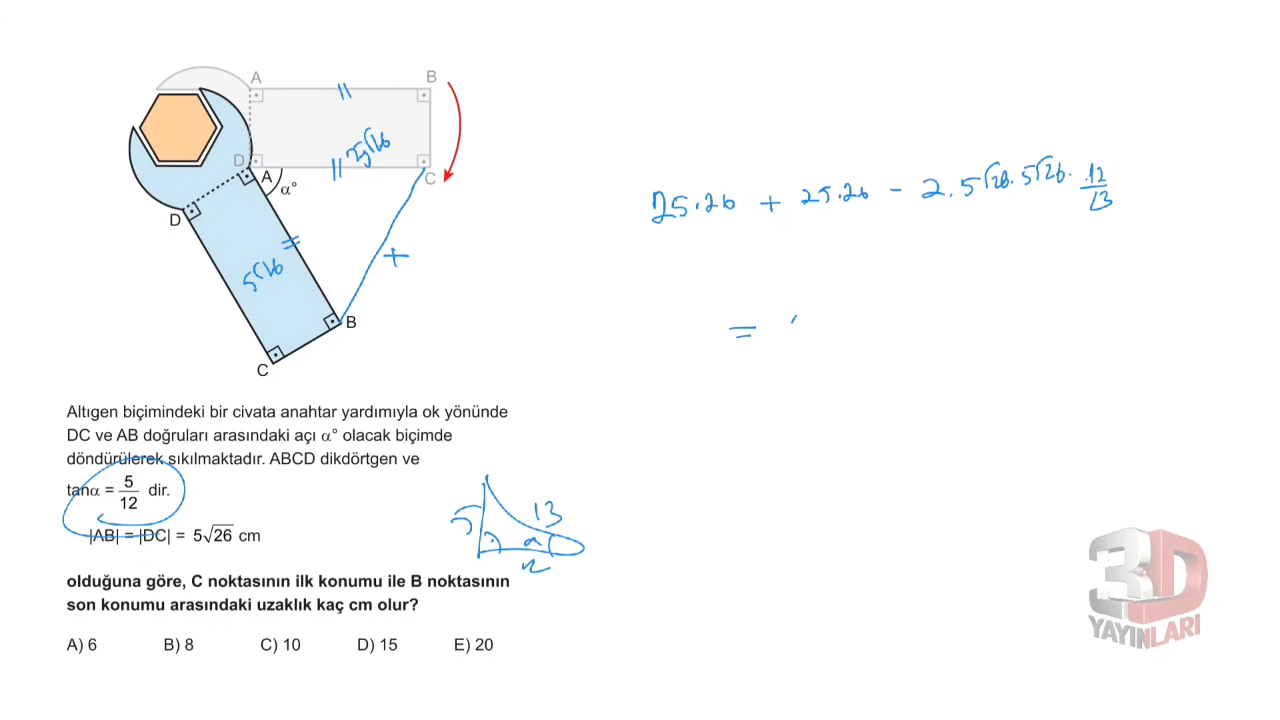 A
B
D
A
α°
C
D
B
C
5√26
5√26
x
25.26 + 25.26 - 2.5√26.5√26. 12/13
=
Altıgen biçimindeki bir civata anahtar yardımıyla ok yönünde
DC ve AB doğruları arasındaki açı α° olacak biçimde
döndürülerek sıkılmaktadır. ABCD dikdörtgen ve
tanα = 5/12 dir.
|AB| = |DC| = 5√26 cm
5
13
α
12
olduğuna göre, C noktasının ilk konumu ile B noktasının
son konumu arasındaki uzaklık kaç cm olur?
A) 6 B) 8 C) 10 D) 15 E) 20
3D
YAYINLARI